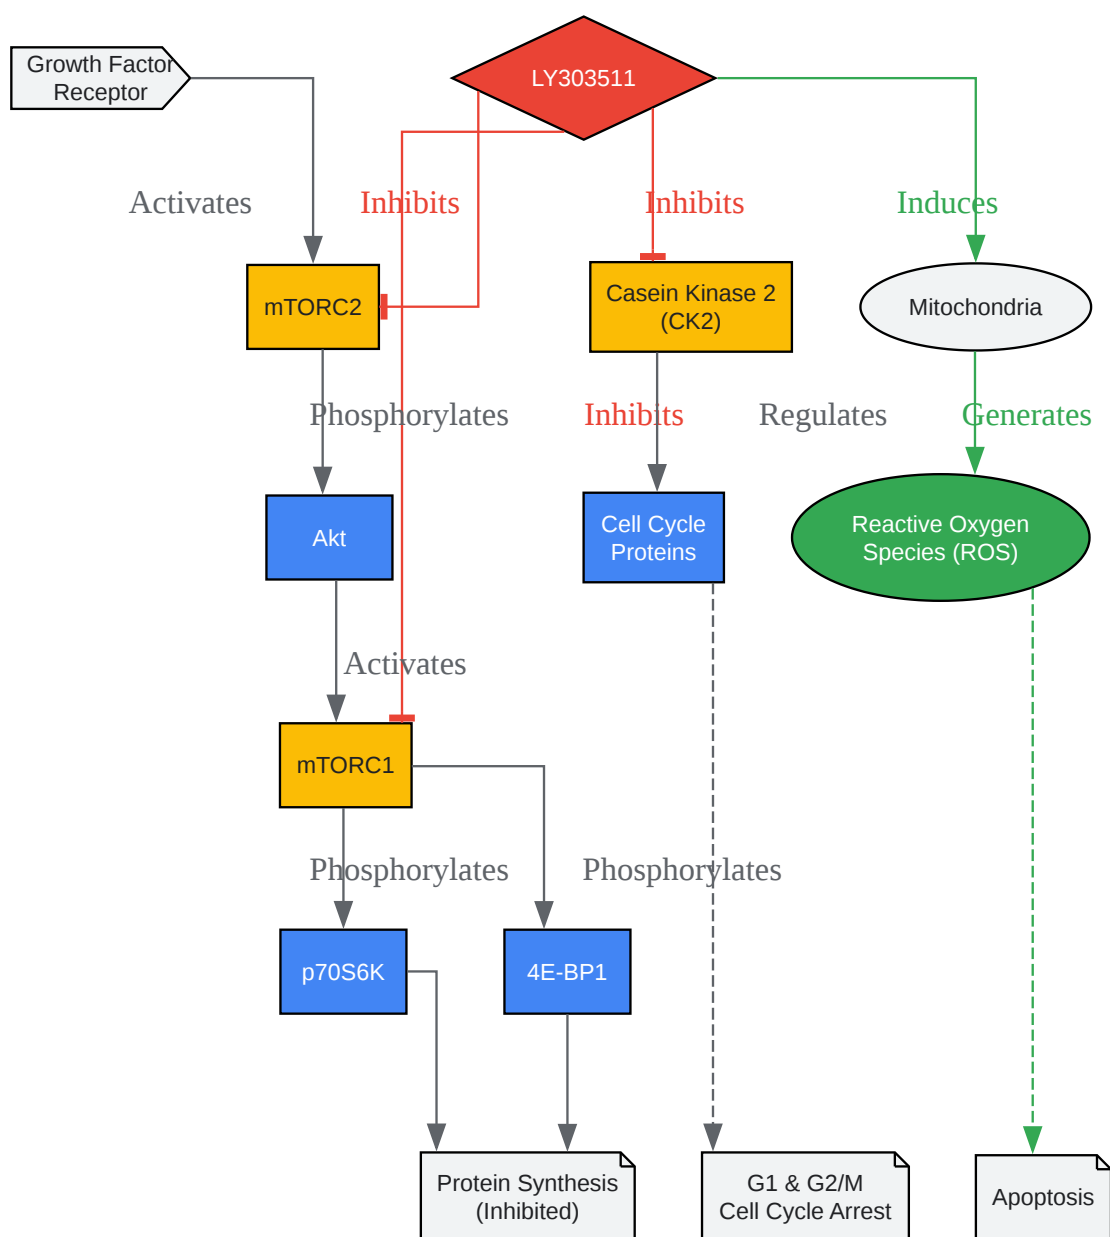 Growth Factor
Receptor
LY303511
Activates
Inhibits
Inhibits
Induces
mTORC2
Casein Kinase 2
(CK2)
Mitochondria
Phosphorylates
Inhibits
Regulates
Generates
Akt
Cell Cycle
Proteins
Reactive Oxygen
Species (ROS)
Activates
mTORC1
Phosphorylates
Phosphorylates
p70S6K
4E-BP1
Protein Synthesis
(Inhibited)
G1 & G2/M
Cell Cycle Arrest
Apoptosis